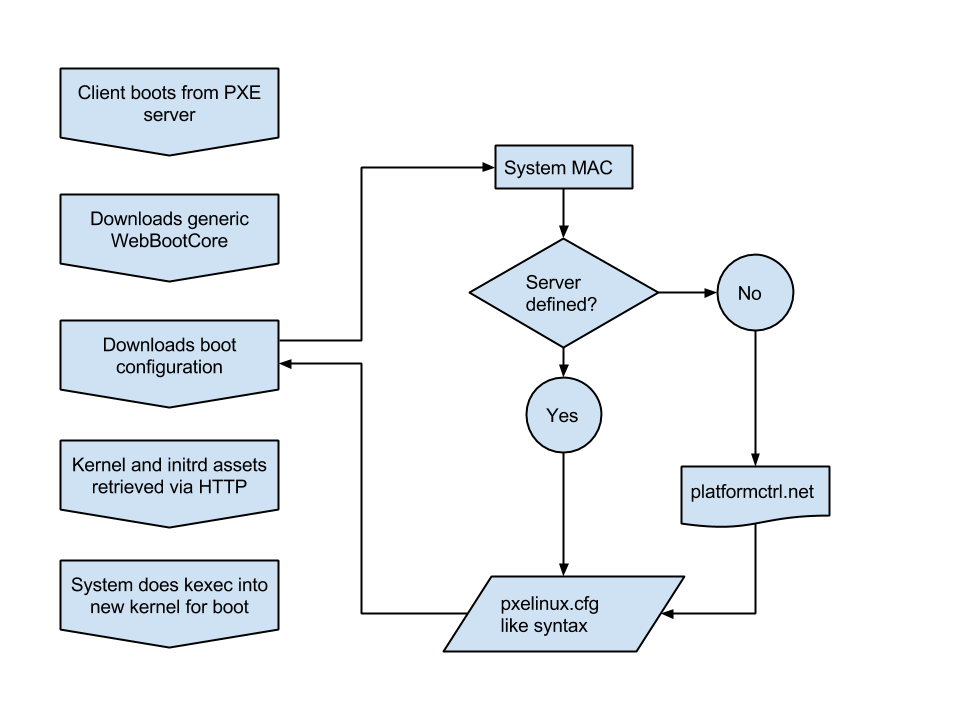 Client boots from PXE
server
Downloads generic
WebBootCore
Downloads boot
configuration
Kernel and initrd assets
retrieved via HTTP
System does kexec into
new kernel for boot
System MAC
Server
defined?
No
Yes
platformctrl.net
pxelinux.cfg
like syntax